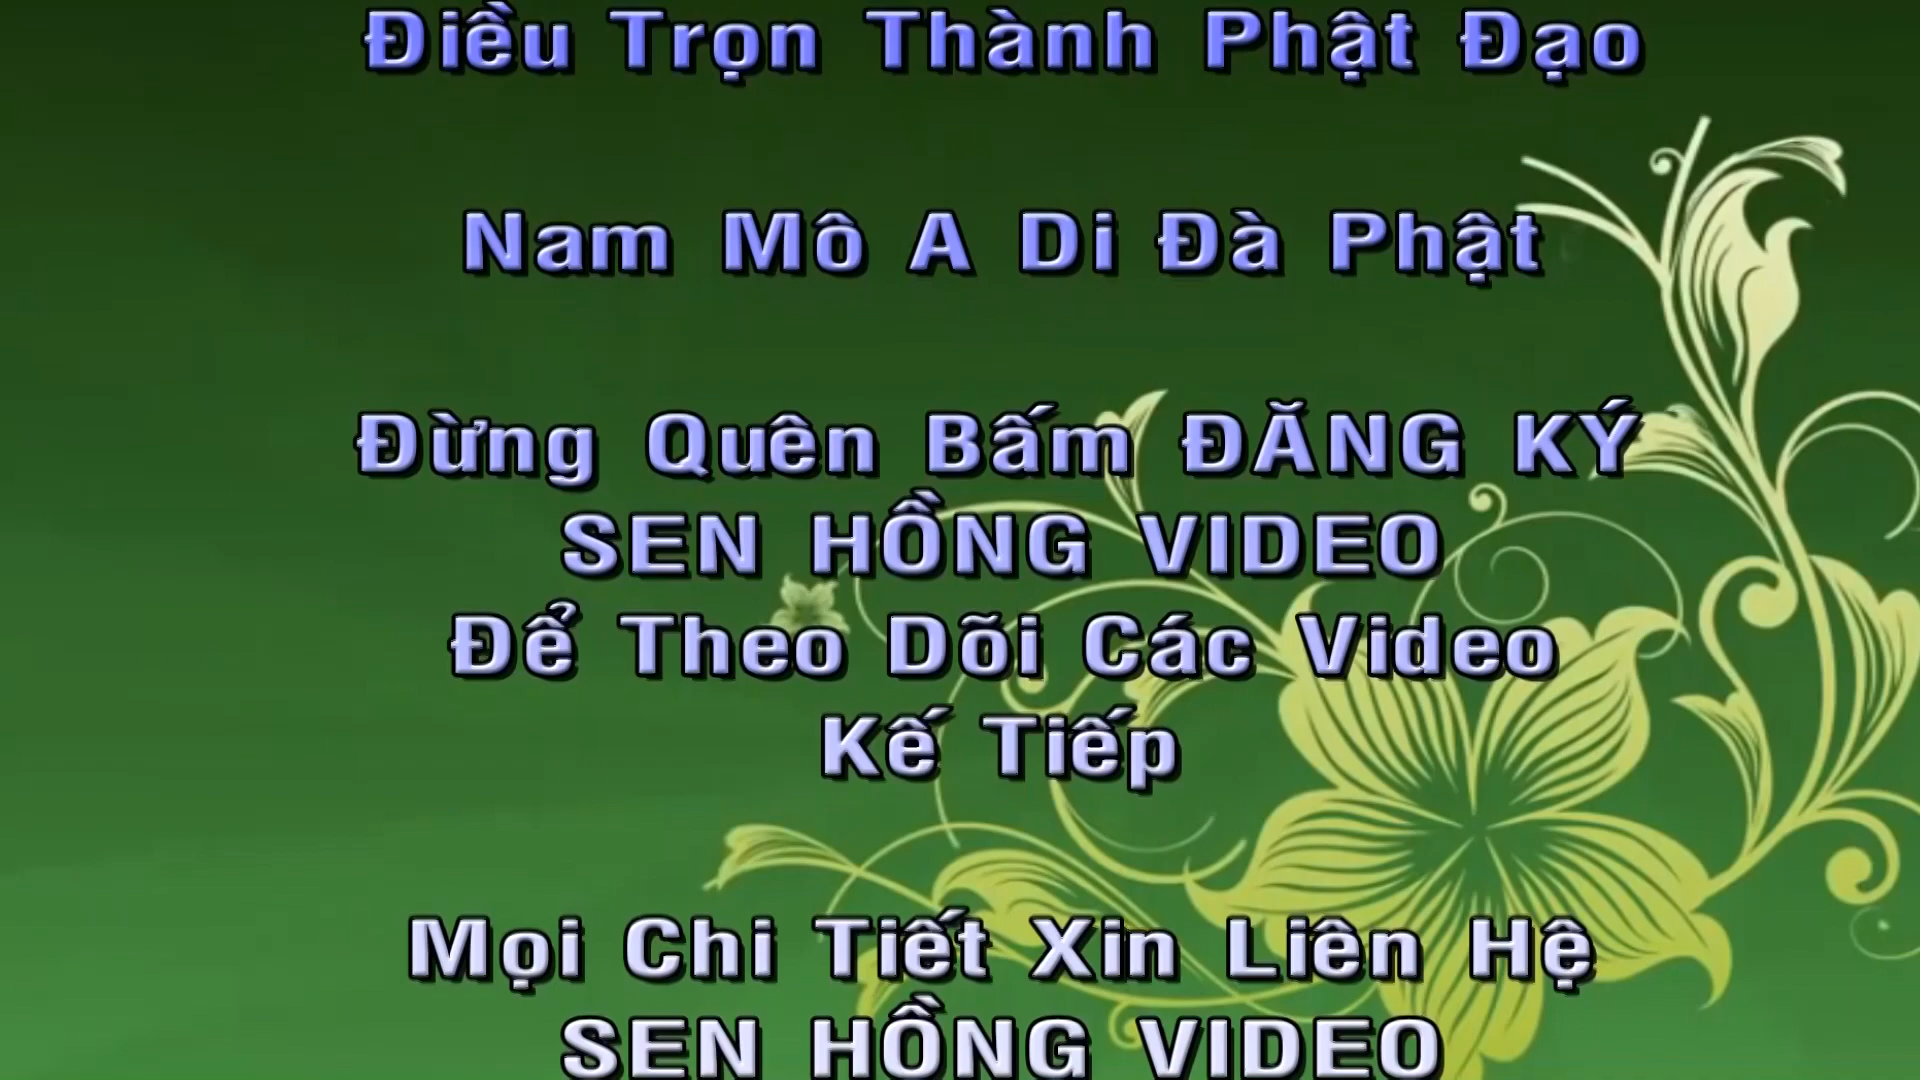 Điều Trọn Thành Phật Đạo
Nam Mô A Di Đà Phật
Đừng Quên Bấm ĐĂNG KÝ
SEN HỒNG VIDEO
Để Theo Dõi Các Video
Kế Tiếp
Mọi Chi Tiết Xin Liên Hệ
SEN HỒNG VIDEO